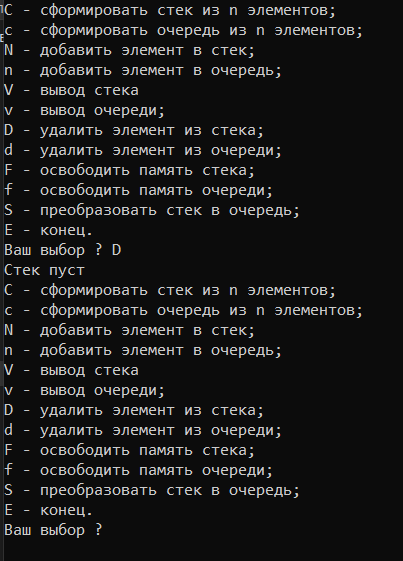 C - сформировать стек из n элементов;
c - сформировать очередь из n элементов;
N - добавить элемент в стек;
n - добавить элемент в очередь;
V - вывод стека
v - вывод очереди;
D - удалить элемент из стека;
d - удалить элемент из очереди;
F - освободить память стека;
f - освободить память очереди;
S - преобразовать стек в очередь;
E - конец.
Ваш выбор ? D
Стек пуст
C - сформировать стек из n элементов;
c - сформировать очередь из n элементов;
N - добавить элемент в стек;
n - добавить элемент в очередь;
V - вывод стека
v - вывод очереди;
D - удалить элемент из стека;
d - удалить элемент из очереди;
F - освободить память стека;
f - освободить память очереди;
S - преобразовать стек в очередь;
E - конец.
Ваш выбор ?